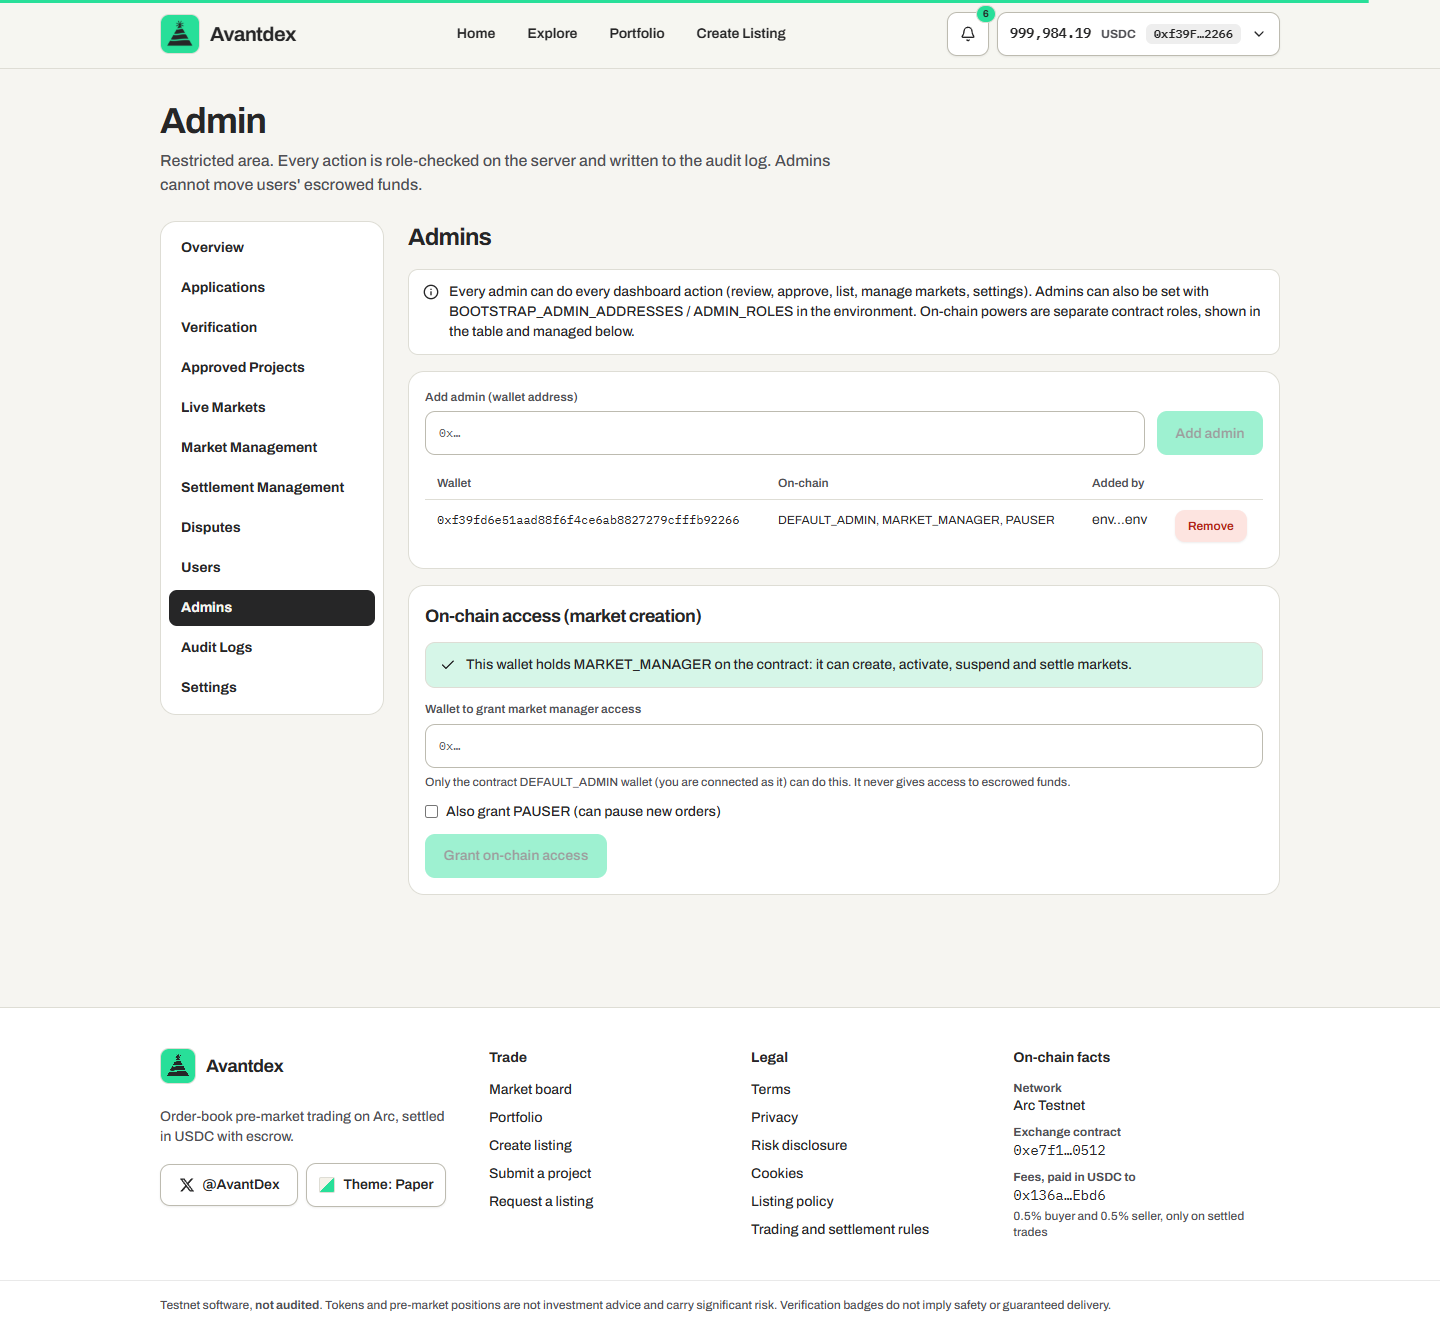 Avantdex
Home
Explore
Portfolio
Create Listing
6
999,984.19 USDC 0xf39F…2266
Admin
Restricted area. Every action is role-checked on the server and written to the audit log. Admins
cannot move users' escrowed funds.
Overview
Applications
Verification
Approved Projects
Live Markets
Market Management
Settlement Management
Disputes
Users
Admins
Audit Logs
Settings
Admins
Every admin can do every dashboard action (review, approve, list, manage markets, settings). Admins can also be set with
BOOTSTRAP_ADMIN_ADDRESSES / ADMIN_ROLES in the environment. On-chain powers are separate contract roles, shown in
the table and managed below.
Add admin (wallet address)
0x…
Add admin
Wallet On-chain Added by
0xf39fd6e51aad88f6f4ce6ab8827279cfffb92266 DEFAULT_ADMIN, MARKET_MANAGER, PAUSER env…env Remove
On-chain access (market creation)
This wallet holds MARKET_MANAGER on the contract: it can create, activate, suspend and settle markets.
Wallet to grant market manager access
0x…
Only the contract DEFAULT_ADMIN wallet (you are connected as it) can do this. It never gives access to escrowed funds.
Also grant PAUSER (can pause new orders)
Grant on-chain access
Avantdex
Order-book pre-market trading on Arc, settled
in USDC with escrow.
@AvantDex
Theme: Paper
Trade
Market board
Portfolio
Create listing
Submit a project
Request a listing
Legal
Terms
Privacy
Risk disclosure
Cookies
Listing policy
Trading and settlement rules
On-chain facts
Network
Arc Testnet
Exchange contract
0xe7f1…0512
Fees, paid in USDC to
0x136a…Ebd6
0.5% buyer and 0.5% seller, only on settled
trades
Testnet software, not audited. Tokens and pre-market positions are not investment advice and carry significant risk. Verification badges do not imply safety or guaranteed delivery.